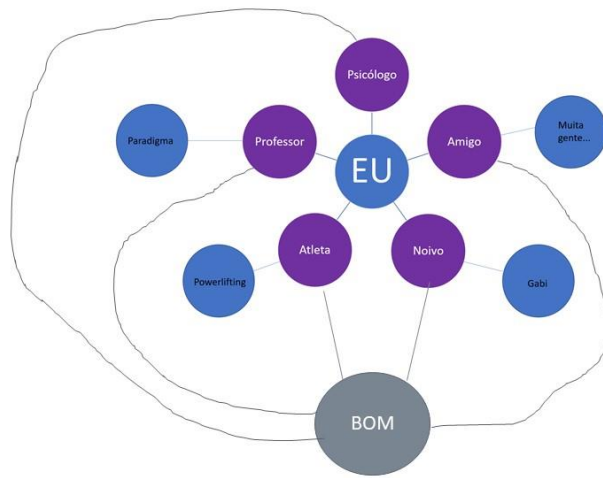 Psicólogo
Paradigma
Professor
EU
Amigo
Muita
gente...
Powerlifting
Atleta
Noivo
Gabi
BOM